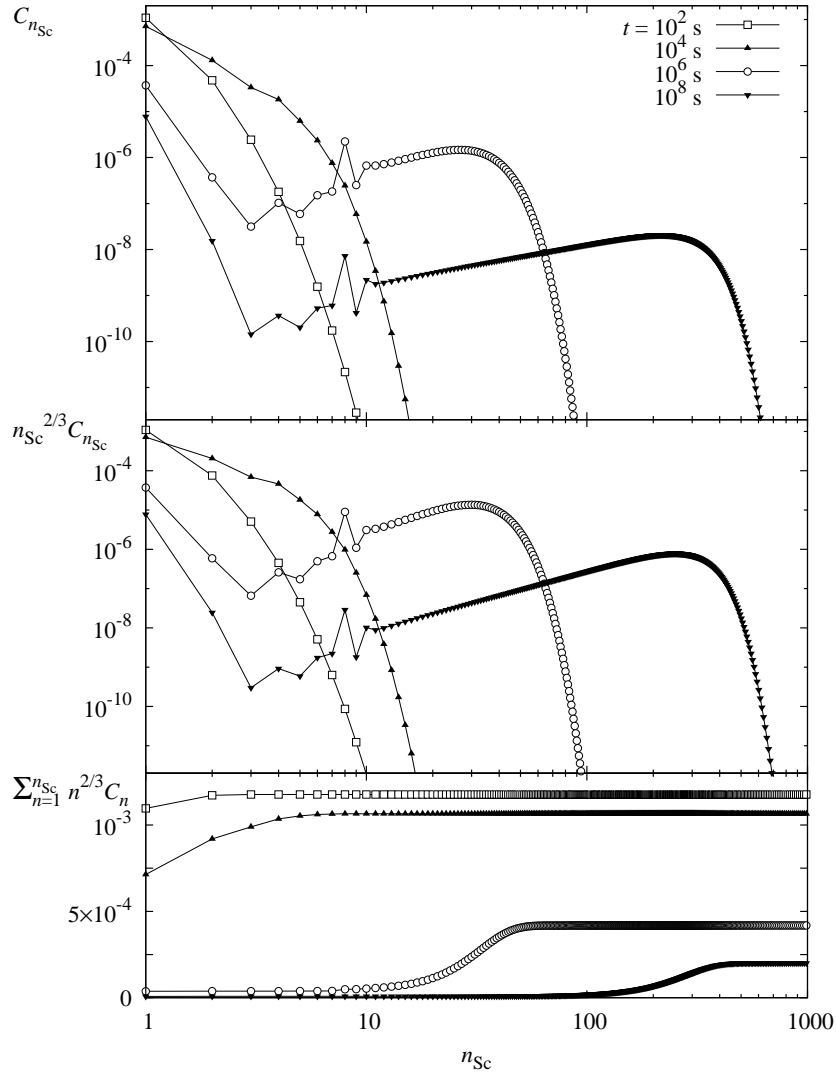 C_{n_{Sc}}
t = 10^2 s
10^4 s
10^6 s
10^8 s
10^{-4}
10^{-6}
10^{-8}
10^{-10}
n_{Sc}^{2/3} C_{n_{Sc}}
10^{-4}
10^{-6}
10^{-8}
10^{-10}
Σ_{n=1}^{n_{Sc}} n^{2/3} C_n
10^{-3}
5×10^{-4}
0
1 10 100 1000
n_{Sc}